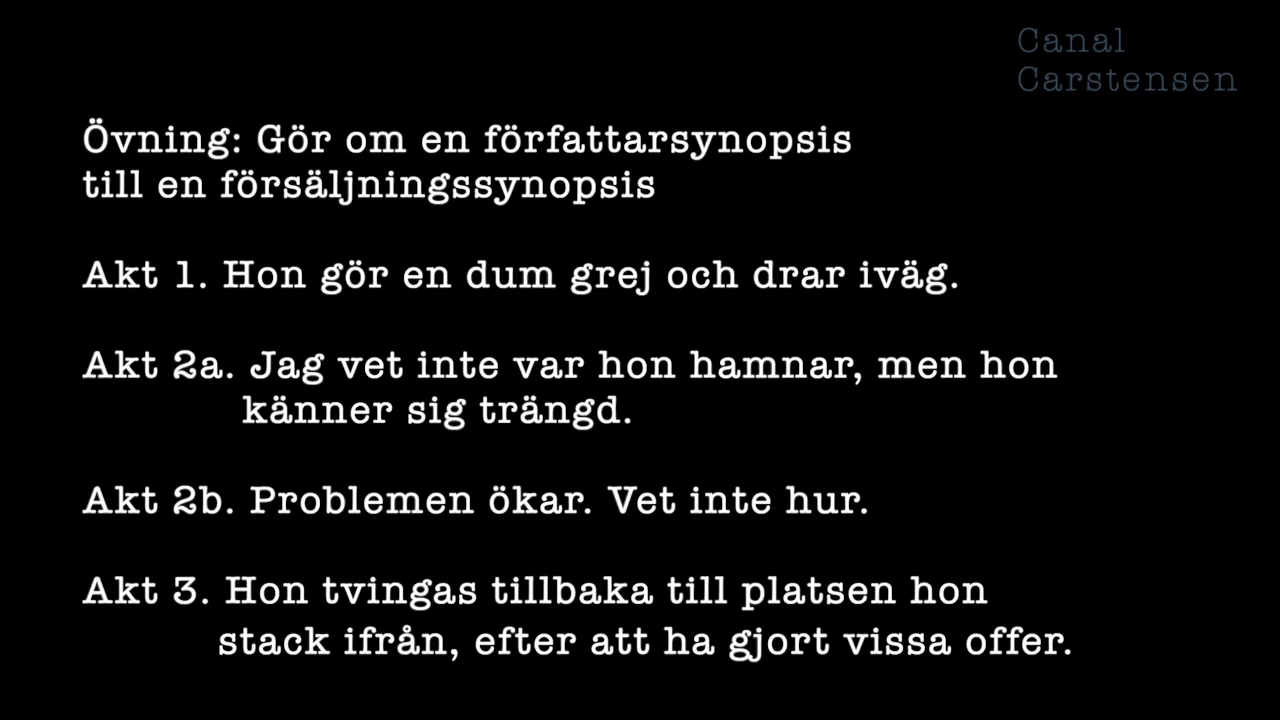 Canal
Carstensen
Övning: Gör om en författarsynopsis
till en försäljningssynopsis
Akt 1. Hon gör en dum grej och drar iväg.
Akt 2a. Jag vet inte var hon hamnar, men hon
känner sig trängd.
Akt 2b. Problemen ökar. Vet inte hur.
Akt 3. Hon tvingas tillbaka till platsen hon
stack ifrån, efter att ha gjort vissa offer.